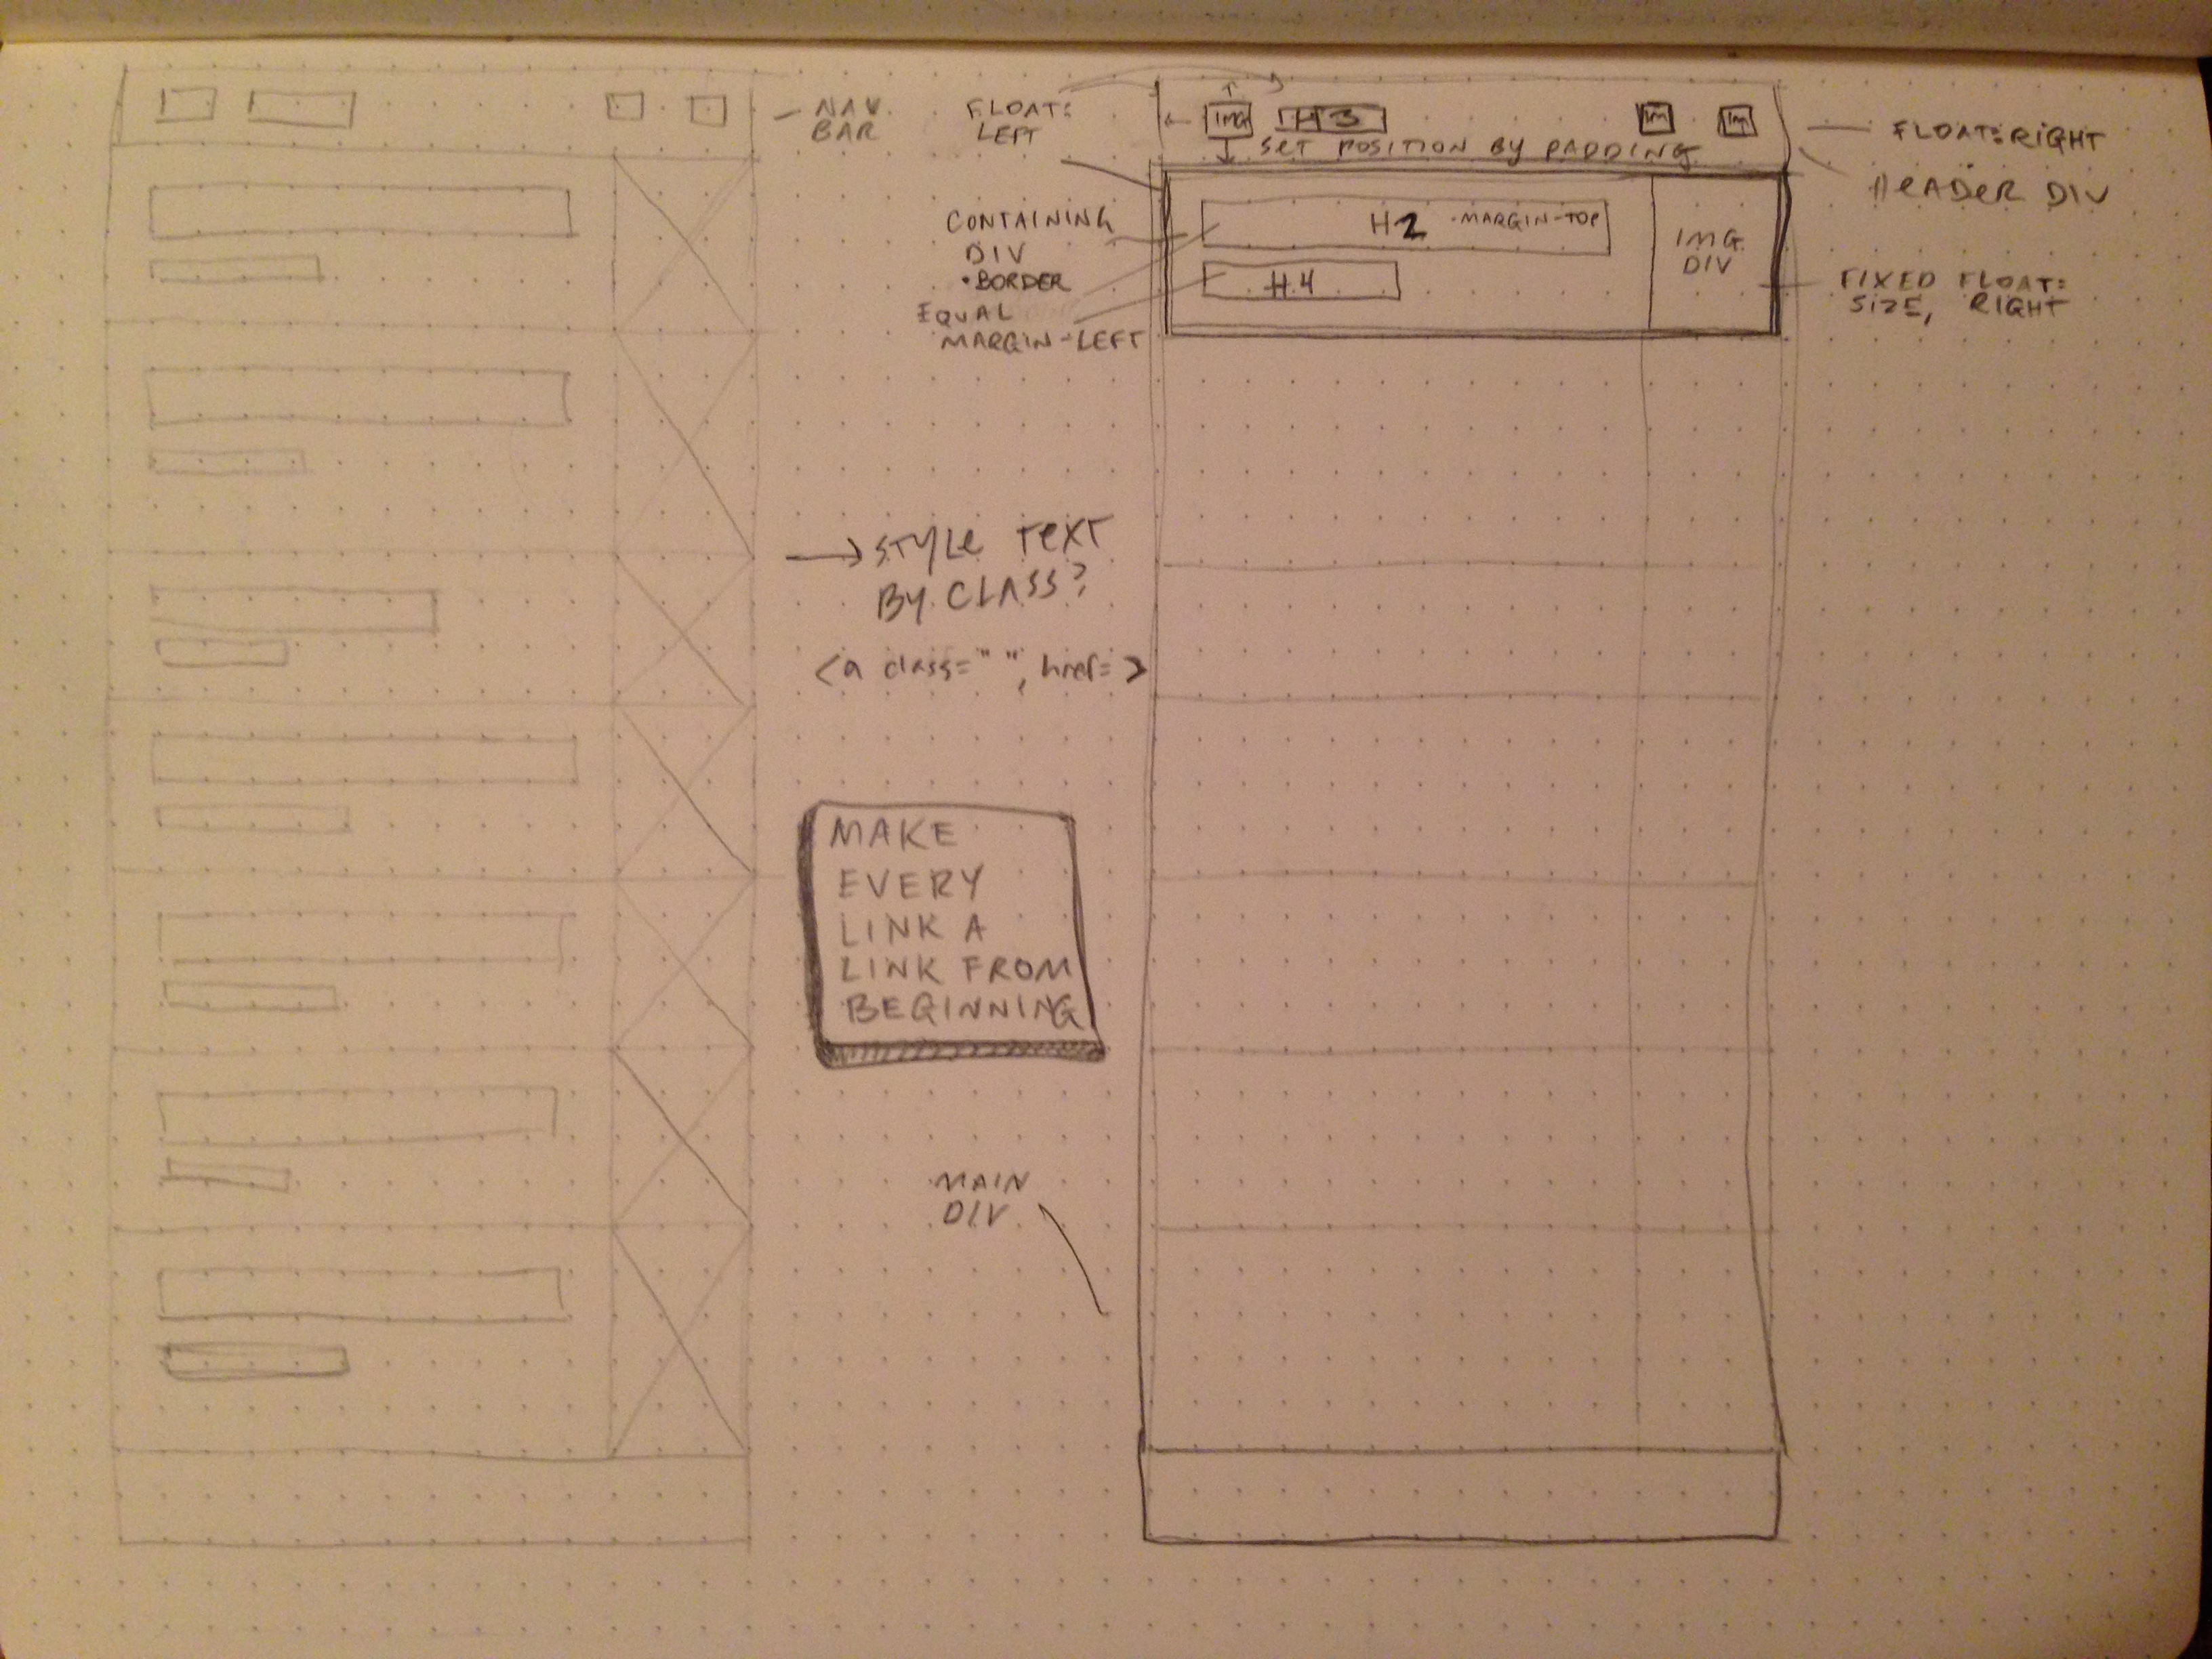 NAV
BAR
FLOAT:
LEFT
IMG
H3
Im
Im
SET POSITION BY PADDING
FLOAT: RIGHT
HEADER DIV
CONTAINING
DIV
• BORDER
EQUAL
MARGIN-LEFT
H2 ·MARGIN-TOP
H4
IMG
DIV
FIXED FLOAT:
SIZE, RIGHT
STYLE TEXT
BY CLASS?
<a class=" ", href= >
MAKE
EVERY
LINK A
LINK FROM
BEGINNING
MAIN
DIV